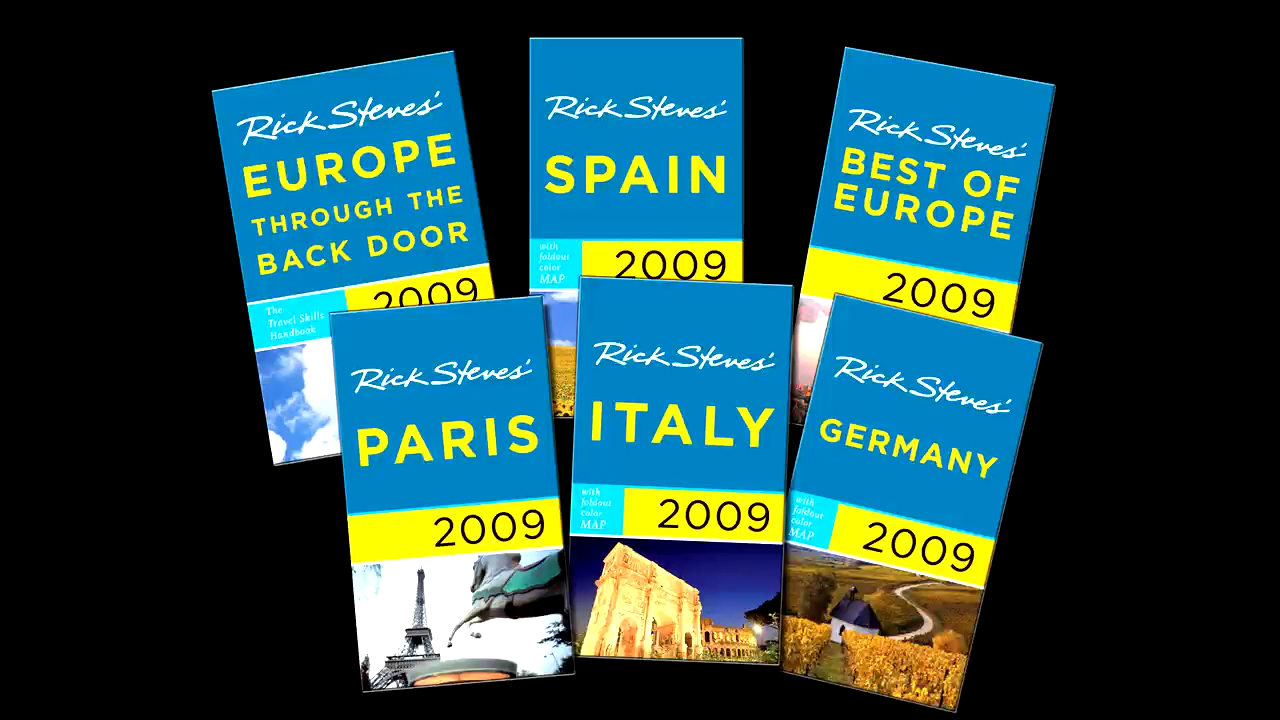 Rick Steves'
EUROPE
THROUGH THE
BACK DOOR
2009
The
Travel Skills
Handbook
Rick Steves'
SPAIN
with
foldout
color
MAP
2009
Rick Steves'
BEST OF
EUROPE
2009
Rick Steves'
PARIS
2009
Rick Steves'
ITALY
with
foldout
color
MAP
2009
Rick Steves'
GERMANY
with
foldout
color
MAP
2009